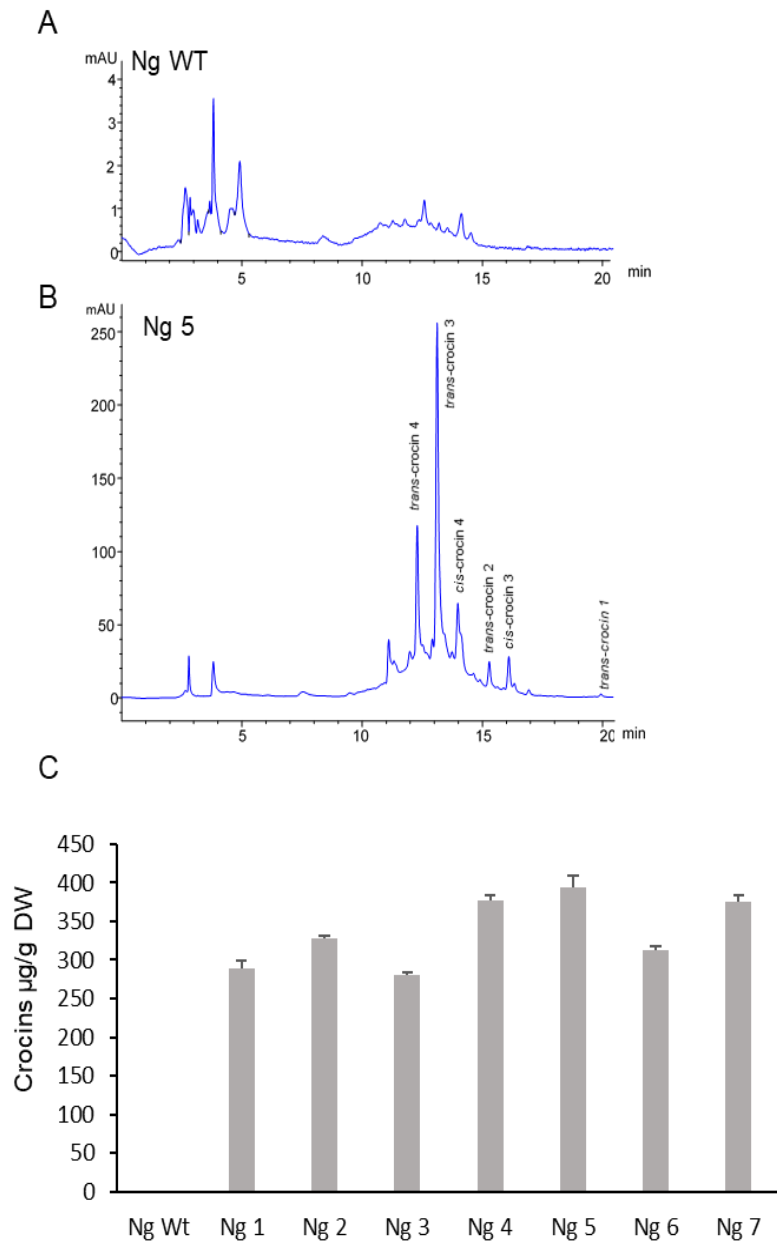 A
mAU
Ng WT
4
3
2
1
0
5
10
15
20
min
B
mAU
Ng 5
250
200
150
100
50
0
trans-crocin 4
trans-crocin 3
cis-crocin 4
trans-crocin 2
cis-crocin 3
trans-crocin 1
5
10
15
20
min
C
Crocins µg/g DW
450
400
350
300
250
200
150
100
50
0
Ng Wt Ng 1 Ng 2 Ng 3 Ng 4 Ng 5 Ng 6 Ng 7